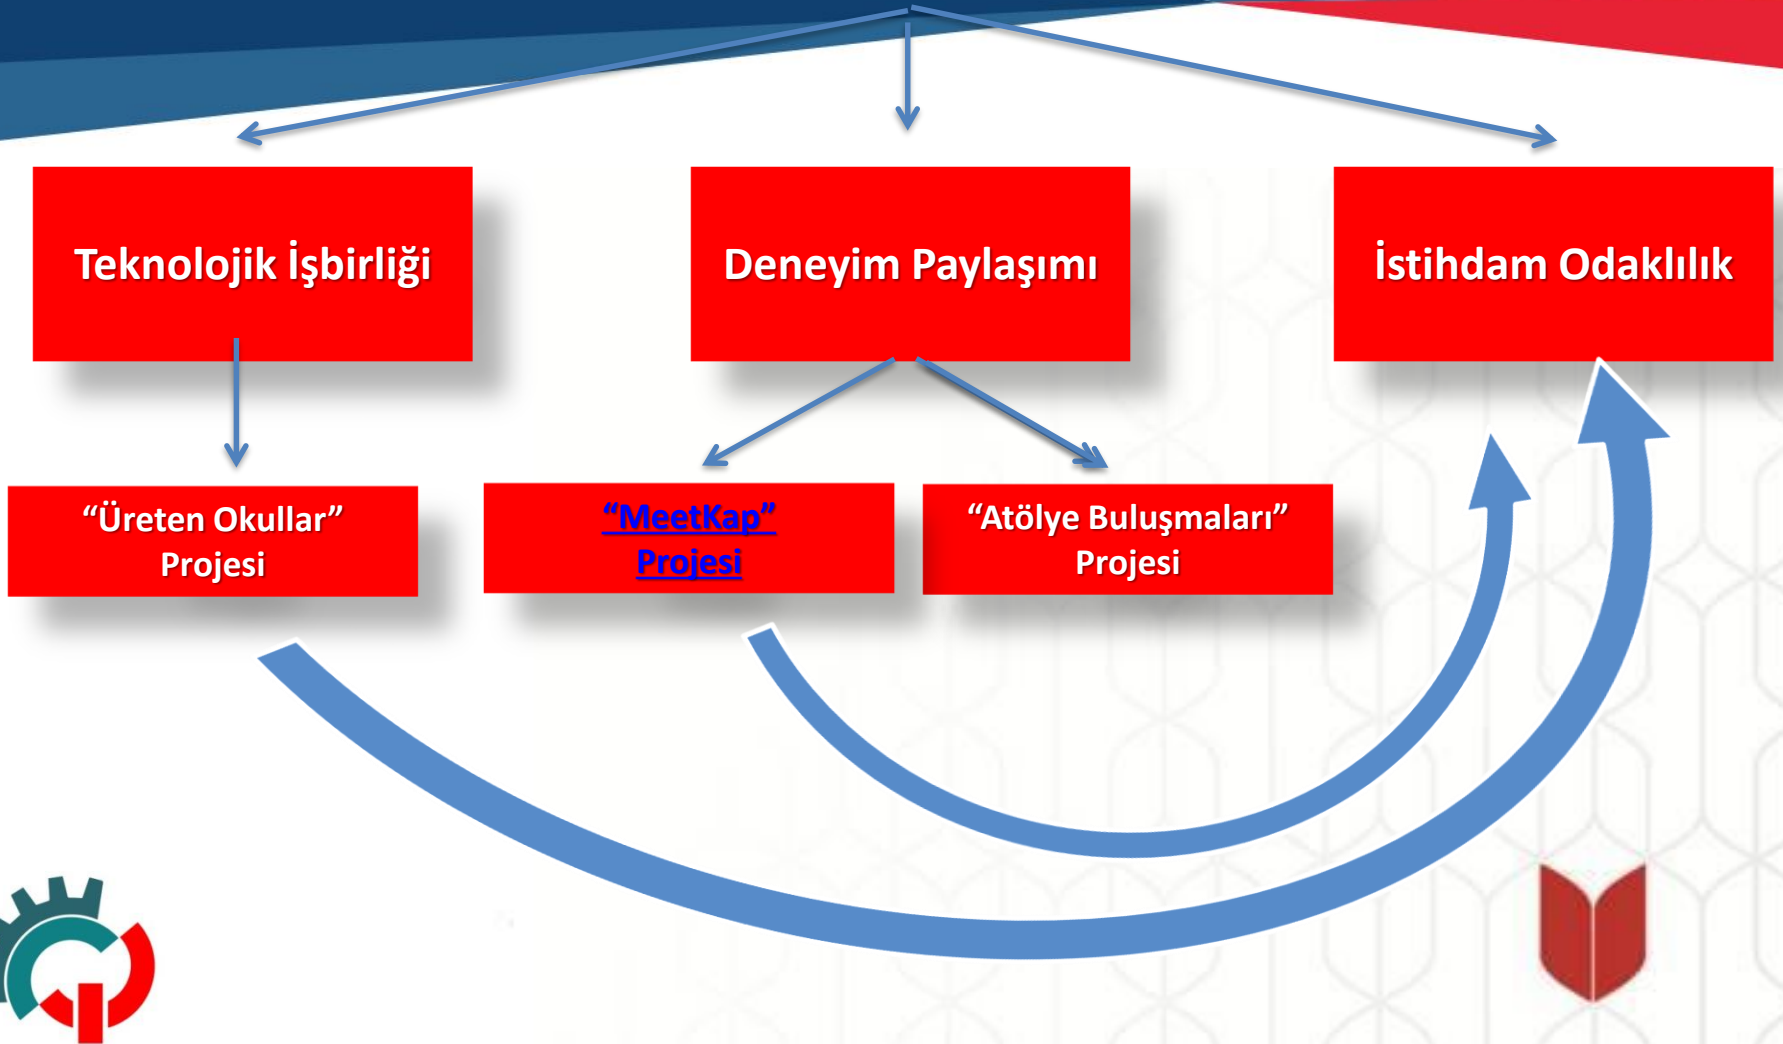 Teknolojik İşbirliği
Deneyim Paylaşımı
İstihdam Odaklılık
“Üreten Okullar”
Projesi
“MeetKap”
Projesi
“Atölye Buluşmaları”
Projesi